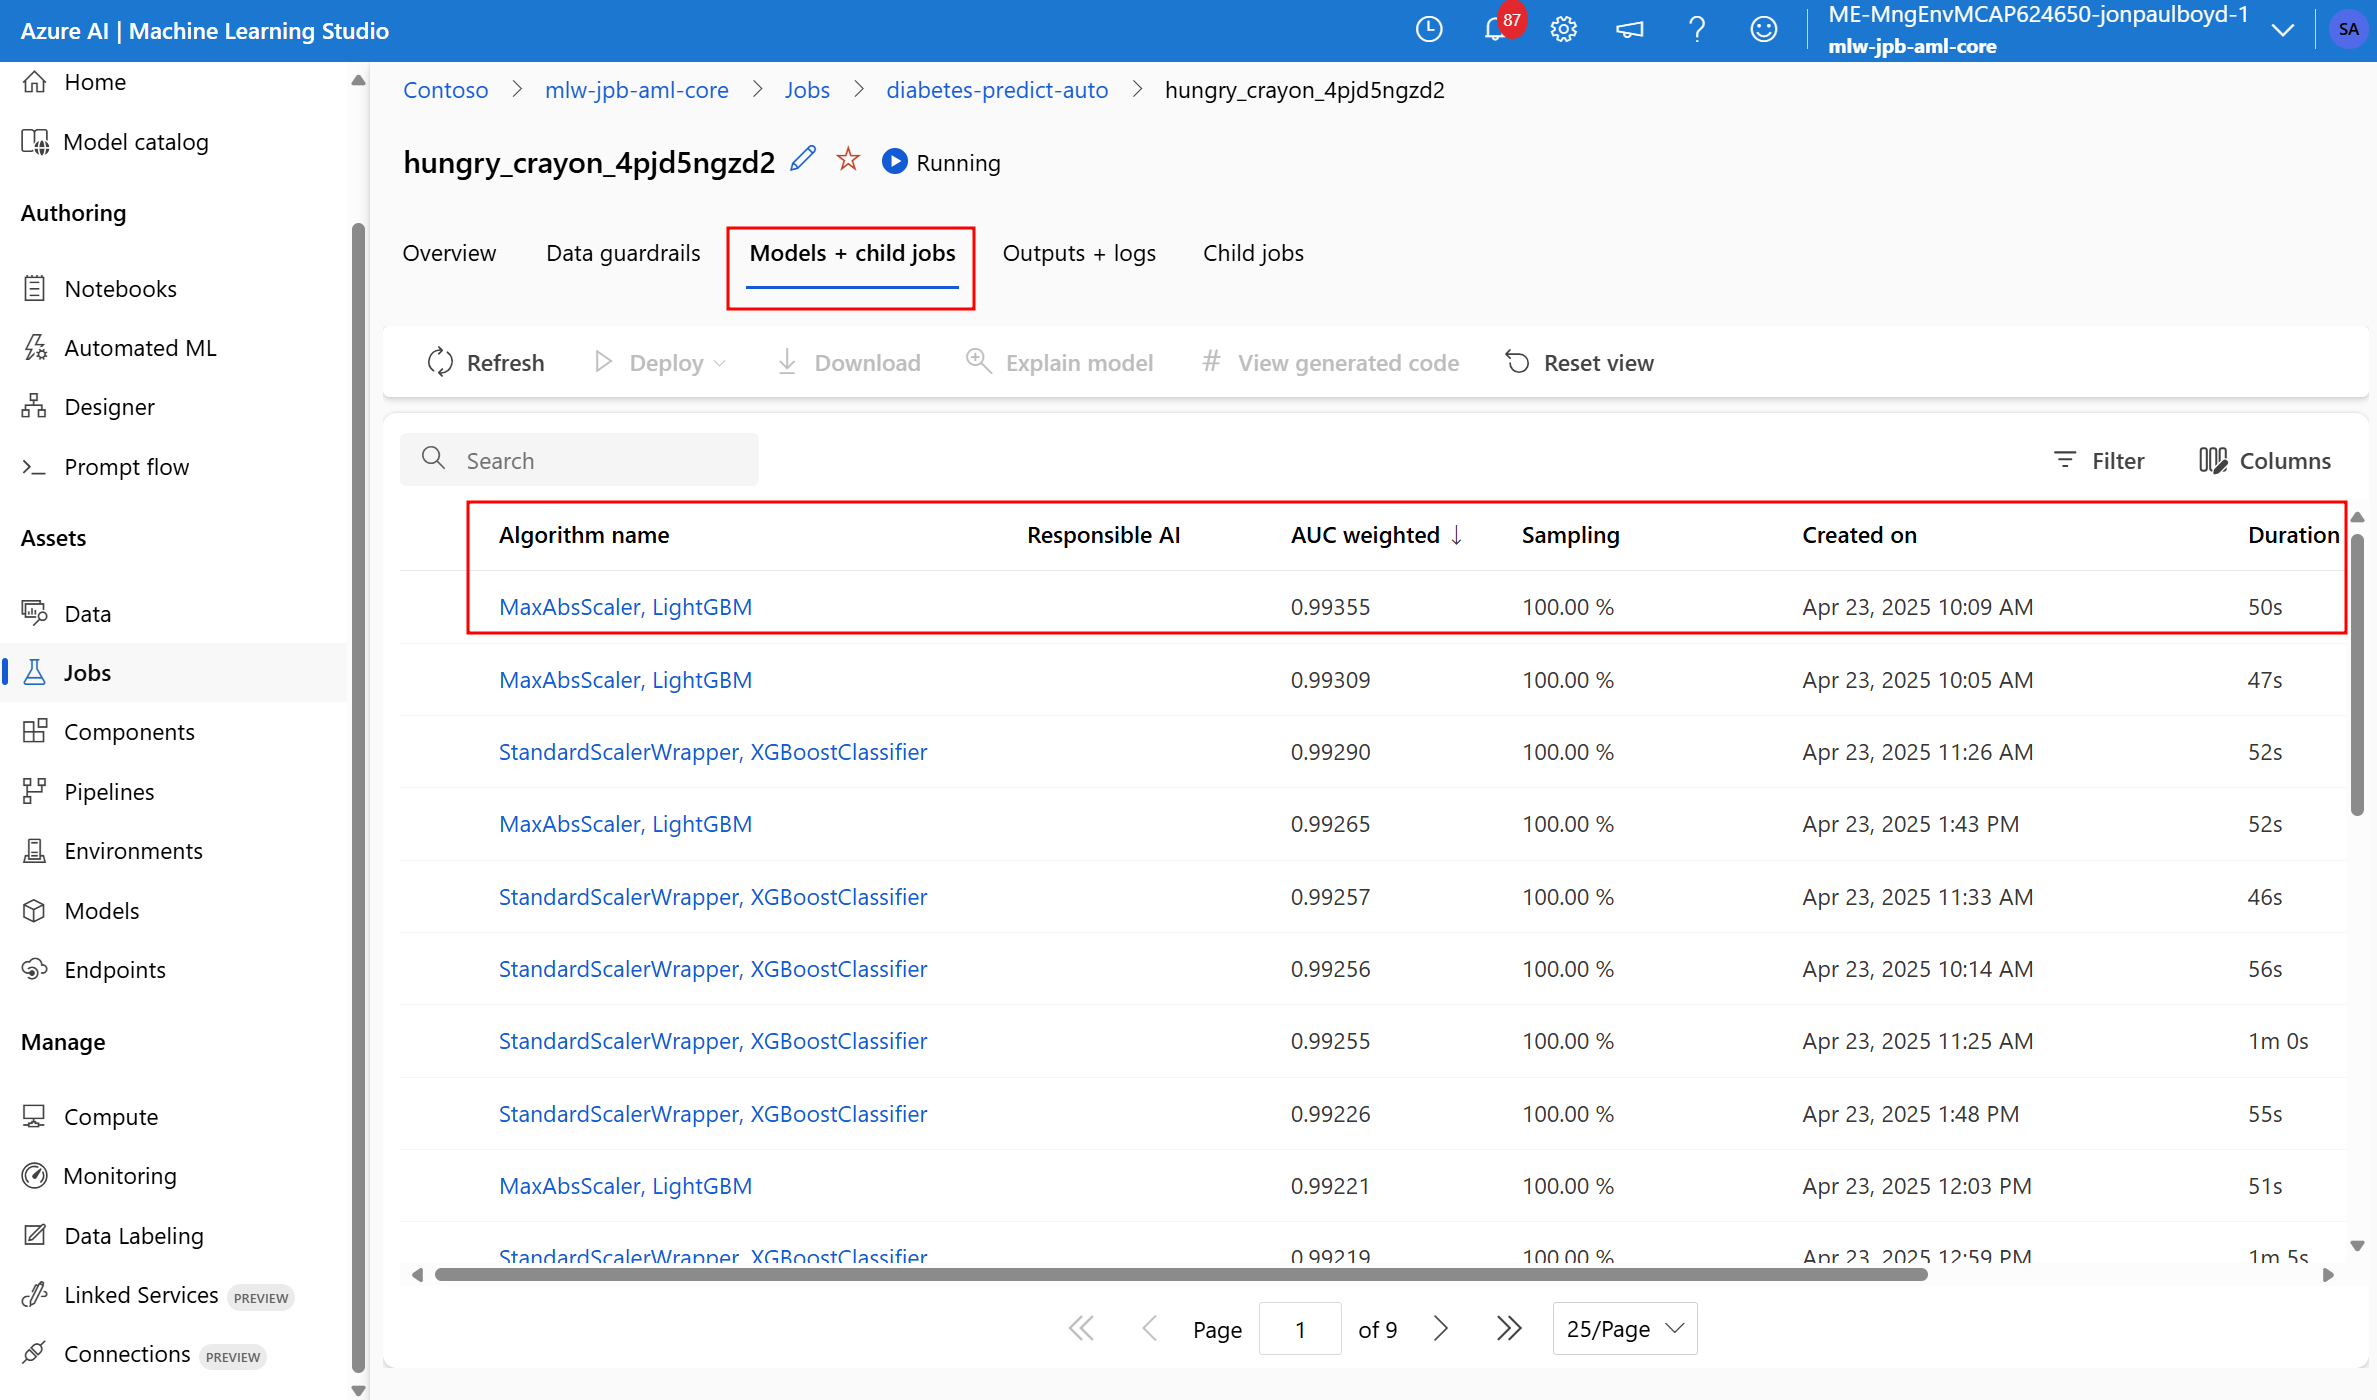 Azure AI | Machine Learning Studio
87
ME-MngEnvMCAP624650-jonpaulboyd-1
mlw-jpb-aml-core
SA
Home
Model catalog
Authoring
Notebooks
Automated ML
Designer
Prompt flow
Assets
Data
Jobs
Components
Pipelines
Environments
Models
Endpoints
Manage
Compute
Monitoring
Data Labeling
Linked Services PREVIEW
Connections PREVIEW
Contoso > mlw-jpb-aml-core > Jobs > diabetes-predict-auto > hungry_crayon_4pjd5ngzd2
hungry_crayon_4pjd5ngzd2 Running
Overview Data guardrails Models + child jobs Outputs + logs Child jobs
Refresh Deploy Download Explain model # View generated code Reset view
Search Filter Columns
Algorithm name Responsible AI AUC weighted ↓ Sampling Created on Duration
MaxAbsScaler, LightGBM 0.99355 100.00 % Apr 23, 2025 10:09 AM 50s
MaxAbsScaler, LightGBM 0.99309 100.00 % Apr 23, 2025 10:05 AM 47s
StandardScalerWrapper, XGBoostClassifier 0.99290 100.00 % Apr 23, 2025 11:26 AM 52s
MaxAbsScaler, LightGBM 0.99265 100.00 % Apr 23, 2025 1:43 PM 52s
StandardScalerWrapper, XGBoostClassifier 0.99257 100.00 % Apr 23, 2025 11:33 AM 46s
StandardScalerWrapper, XGBoostClassifier 0.99256 100.00 % Apr 23, 2025 10:14 AM 56s
StandardScalerWrapper, XGBoostClassifier 0.99255 100.00 % Apr 23, 2025 11:25 AM 1m 0s
StandardScalerWrapper, XGBoostClassifier 0.99226 100.00 % Apr 23, 2025 1:48 PM 55s
MaxAbsScaler, LightGBM 0.99221 100.00 % Apr 23, 2025 12:03 PM 51s
StandardScalerWrapper, XGBoostClassifier 0.99219 100.00 % Apr 23, 2025 12:59 PM 1m 5s
Page 1 of 9 25/Page